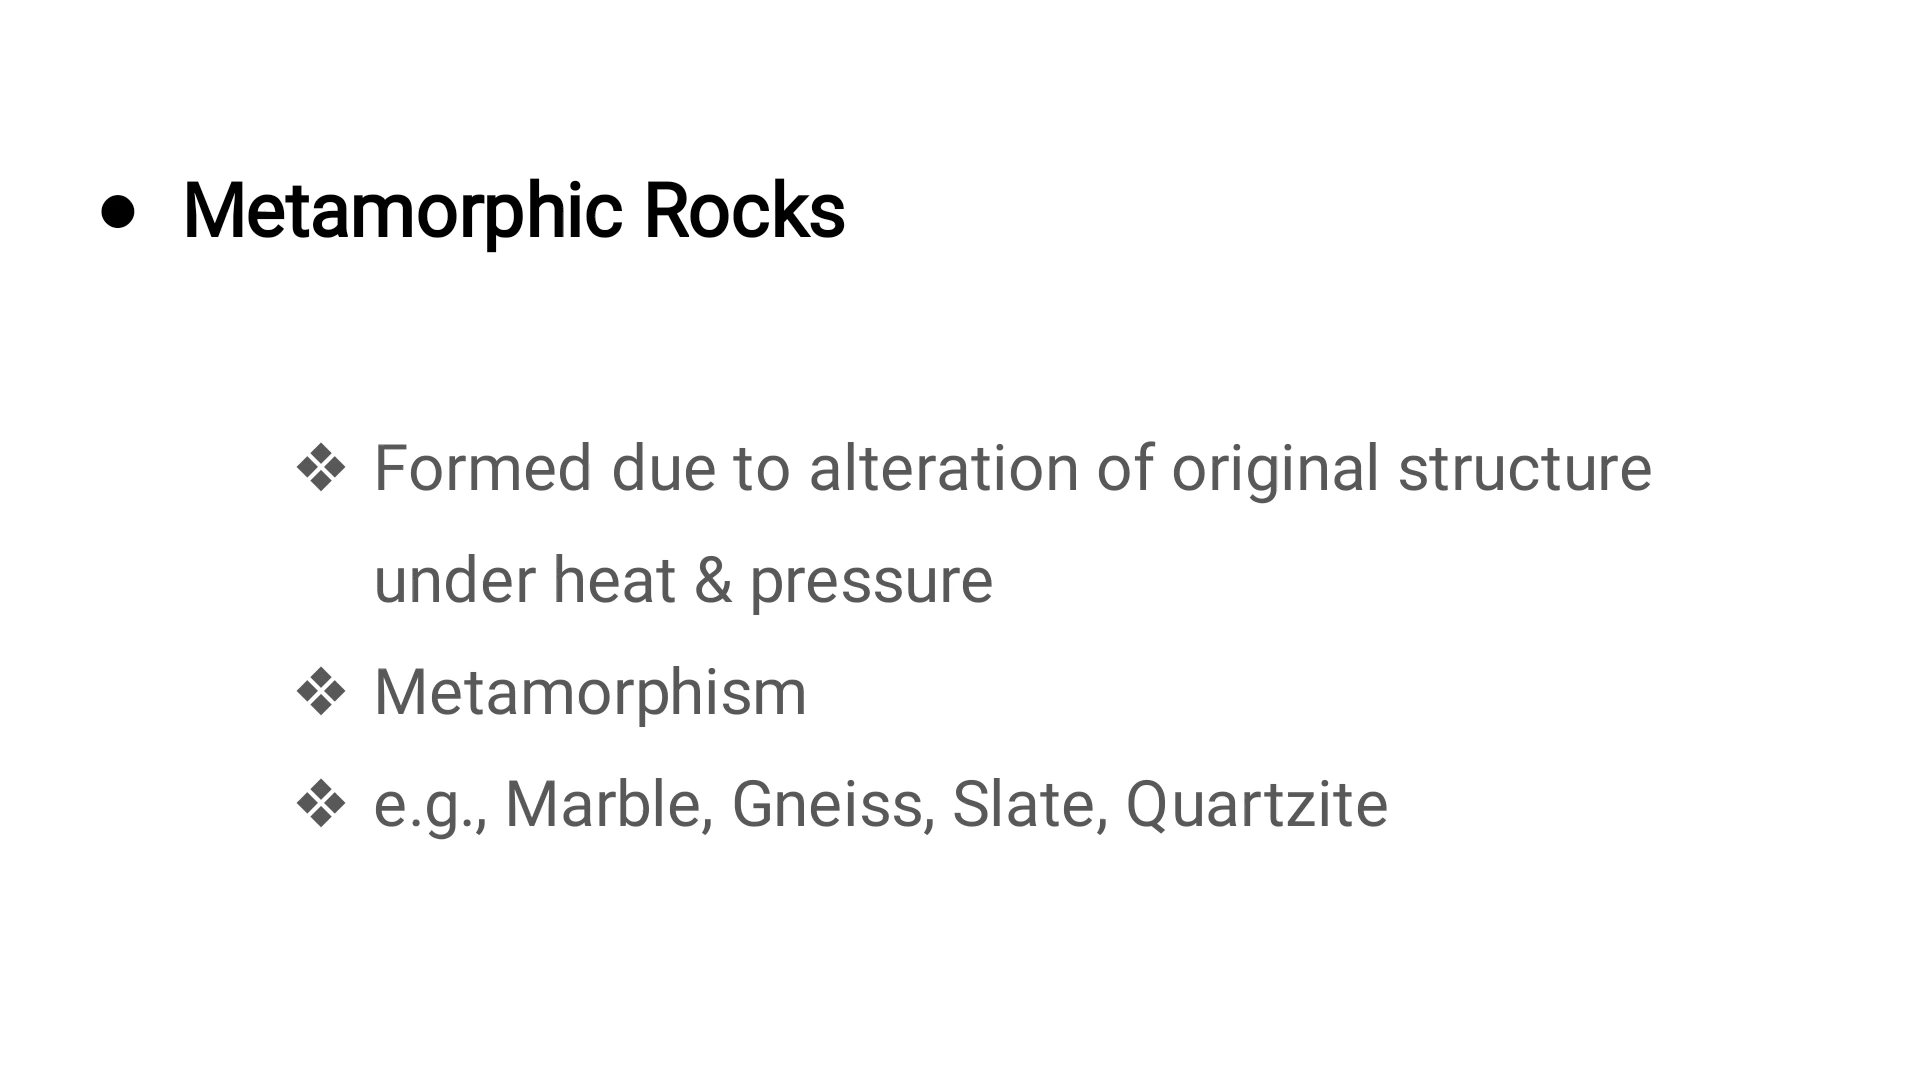 ● Metamorphic Rocks
❖ Formed due to alteration of original structure
under heat & pressure
❖ Metamorphism
❖ e.g., Marble, Gneiss, Slate, Quartzite